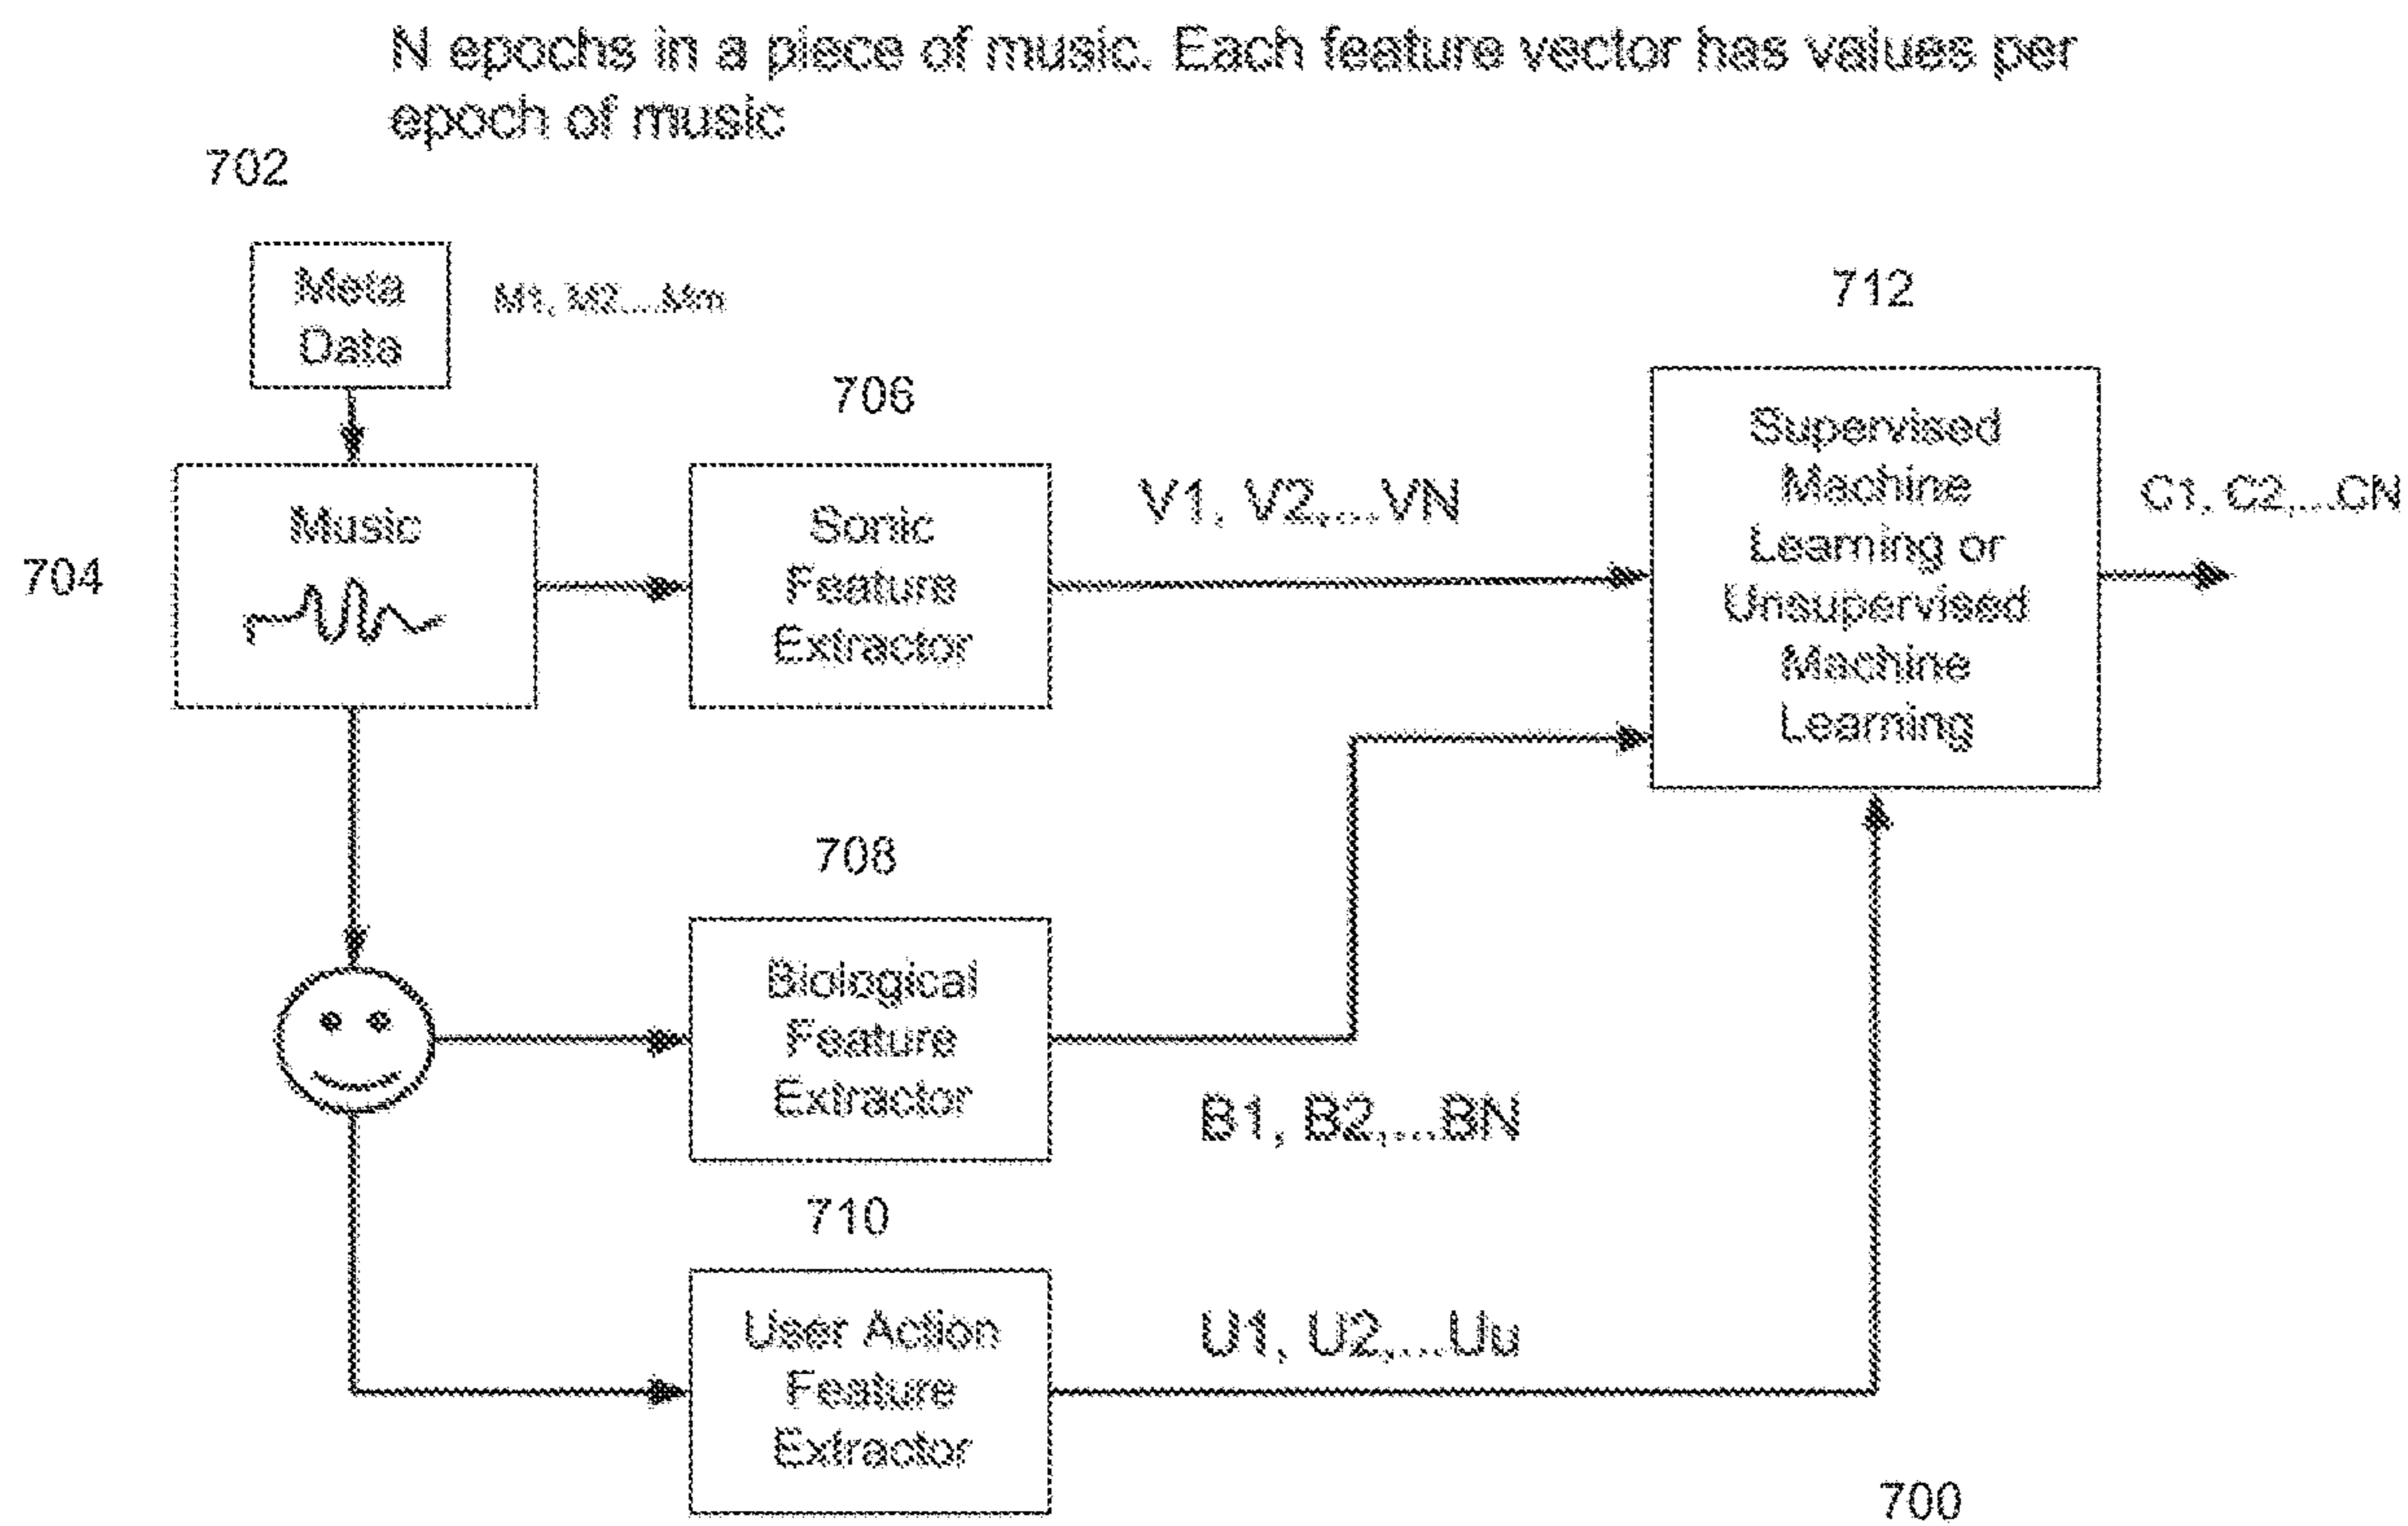 N epochs in a piece of music. Each feature vector has values per
epoch of music
702
Meta
Data
M1, M2,...Mm
704
Music
706
Sonic
Feature
Extractor
V1, V2,...VN
712
Supervised
Machine
Learning or
Unsupervised
Machine
Learning
C1, C2,...CN
708
Biological
Feature
Extractor
B1, B2,...BN
710
User Action
Feature
Extractor
U1, U2,...Uu
700